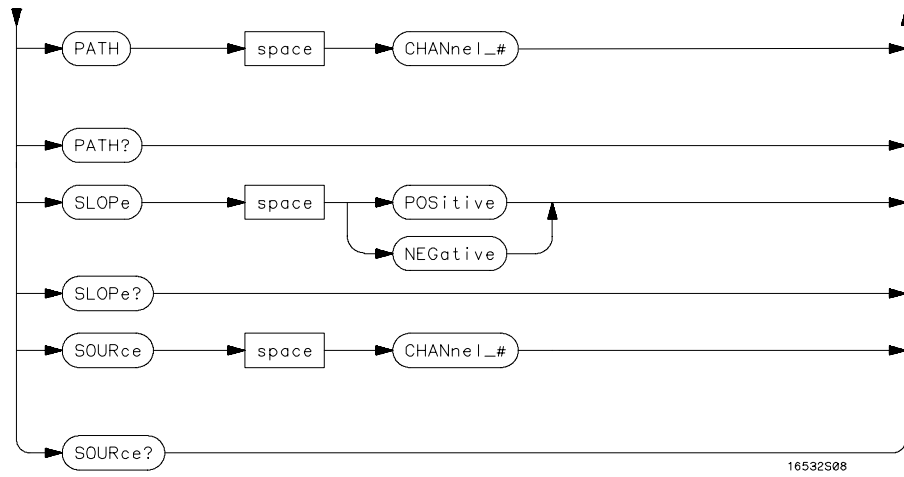 PATH space CHANnel_#
PATH?
SLOPe space POSitive
NEGative
SLOPe?
SOURce space CHANnel_#
SOURce?
16532S08